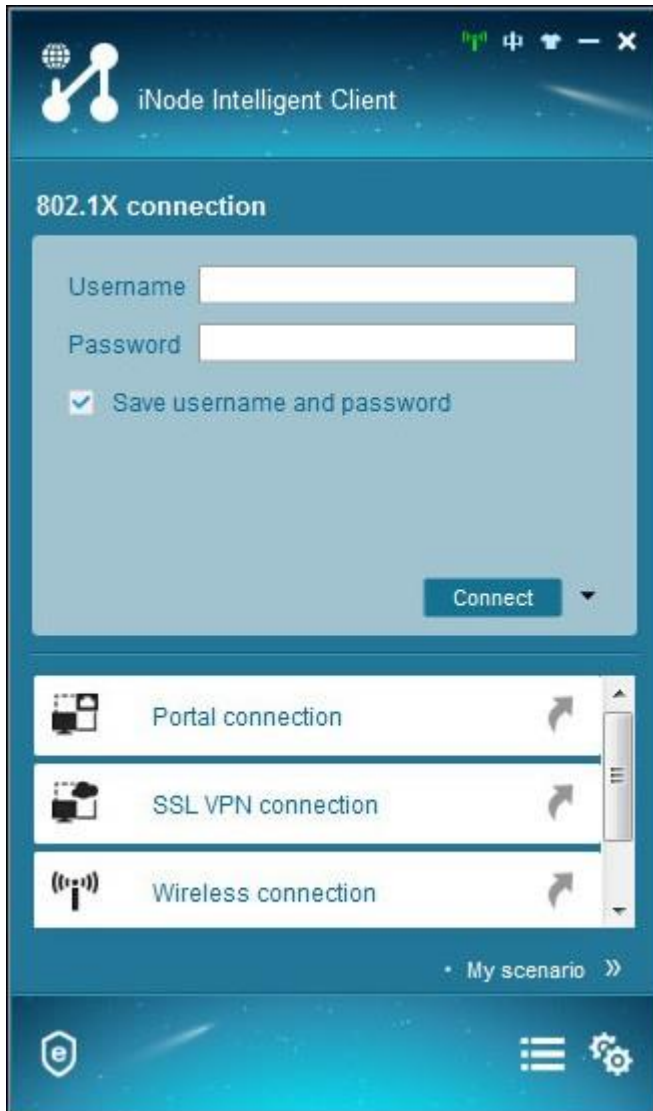 中
iNode Intelligent Client
802.1X connection
Username
Password
Save username and password
Connect
Portal connection
SSL VPN connection
Wireless connection
• My scenario »
e